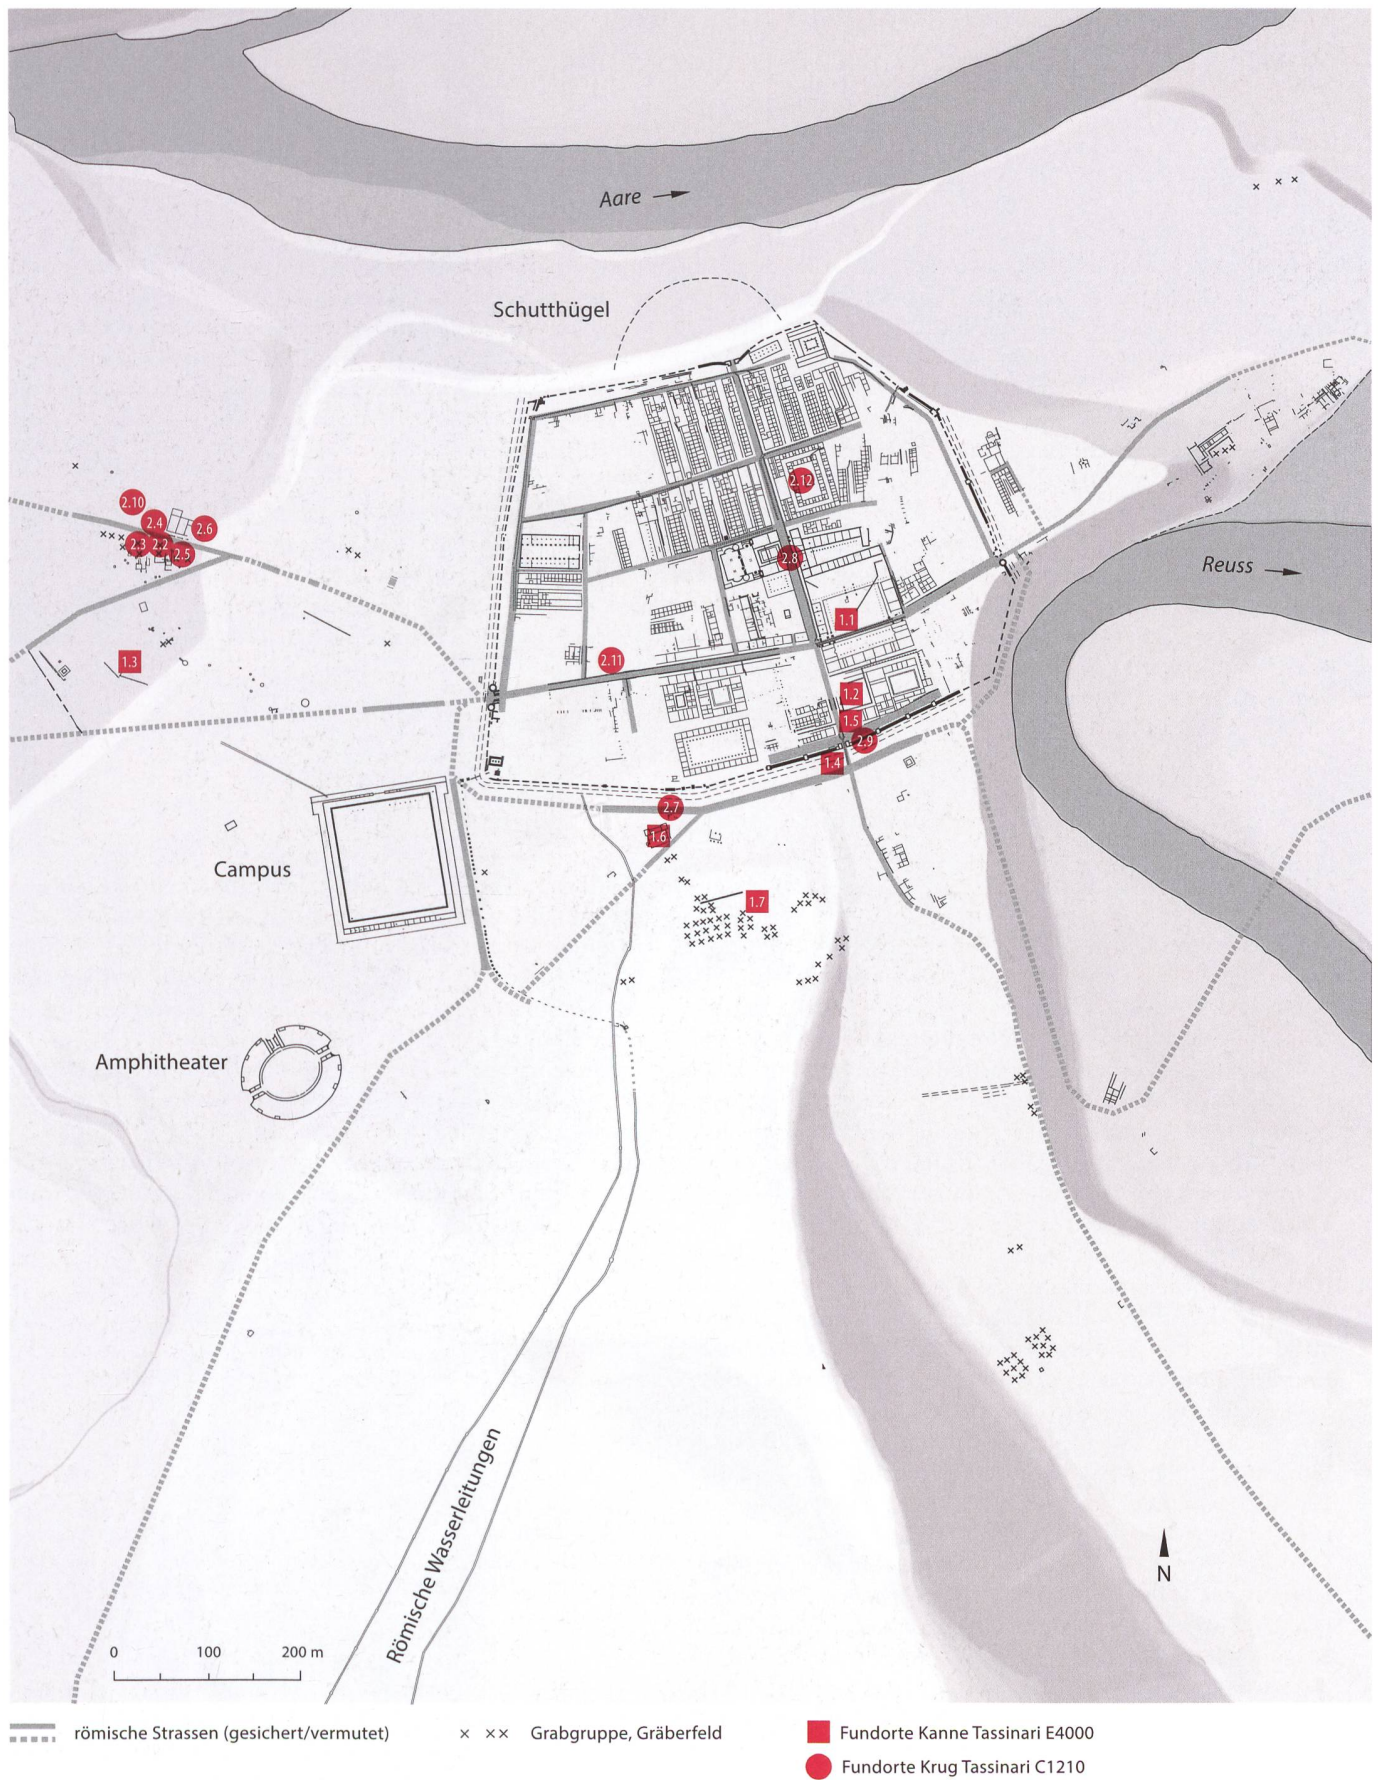 Aare
Schutthügel
2.12
2.10
2.4
2.6
2.3
2.2
2.5
2.8
Reuss
1.1
1.3
2.11
1.2
1.5
2.9
1.4
2.7
1.6
Campus
1.7
Amphitheater
Römische Wasserleitungen
N
0 100 200 m
römische Strassen (gesichert/vermutet)
Grabgruppe, Gräberfeld
Fundorte Kanne Tassinari E4000
Fundorte Krug Tassinari C1210